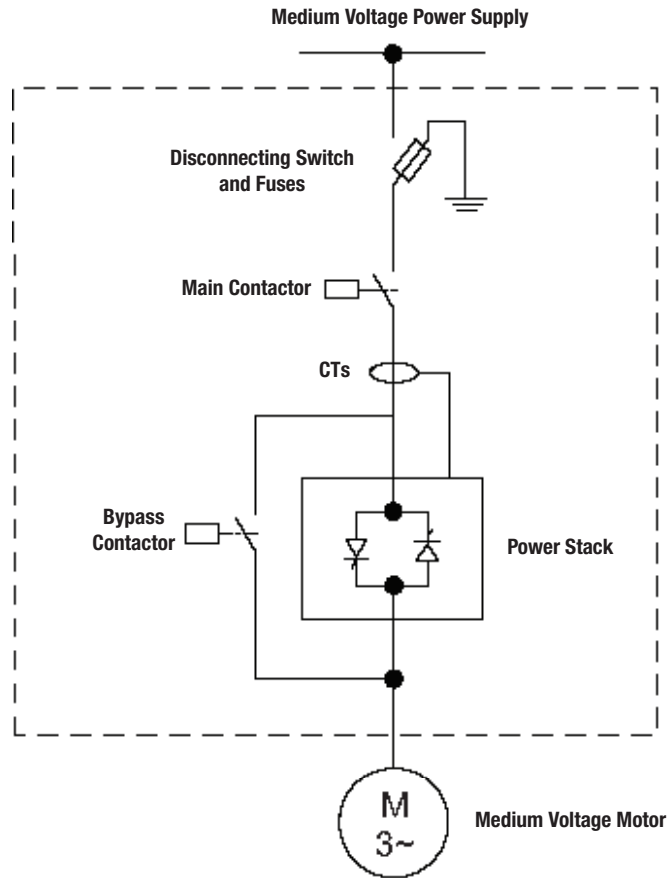 Medium Voltage Power Supply
Disconnecting Switch
and Fuses
Main Contactor
CTs
Bypass
Contactor
Power Stack
M
3~
Medium Voltage Motor